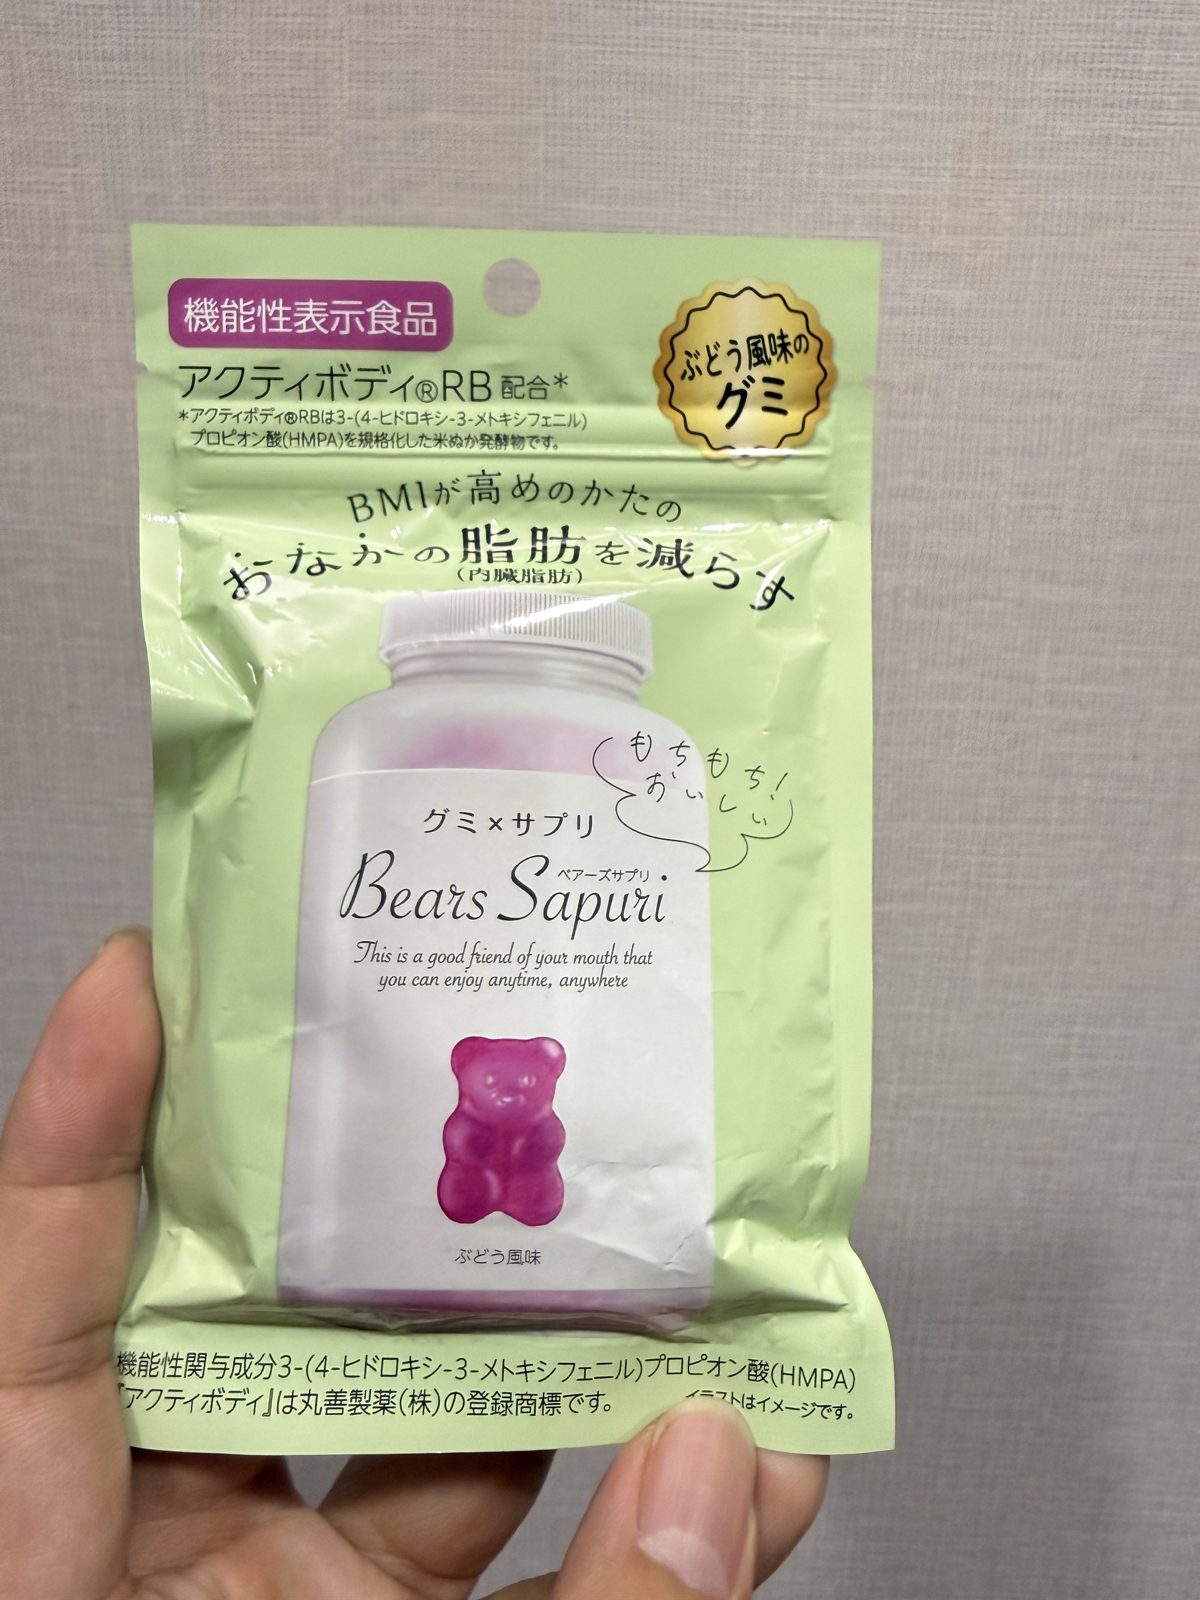 機能性表示食品
アクティボディ®RB 配合*
*アクティボディ®RBは3-(4-ヒドロキシ-3-メトキシフェニル)
プロピオン酸(HMPA)を規格化した米ぬか発酵物です。
ぶどう風味の
グミ
BMIが高めのかたの
おなかの脂肪を減らす
(内臓脂肪)
もちもち!
おいしい
グミ×サプリ
ベアーズサプリ
Bears Sapuri
This is a good friend of your mouth that
you can enjoy anytime, anywhere
ぶどう風味
機能性関与成分3-(4-ヒドロキシ-3-メトキシフェニル)プロピオン酸(HMPA)
『アクティボディ』は丸善製薬(株)の登録商標です。
イラストはイメージです。